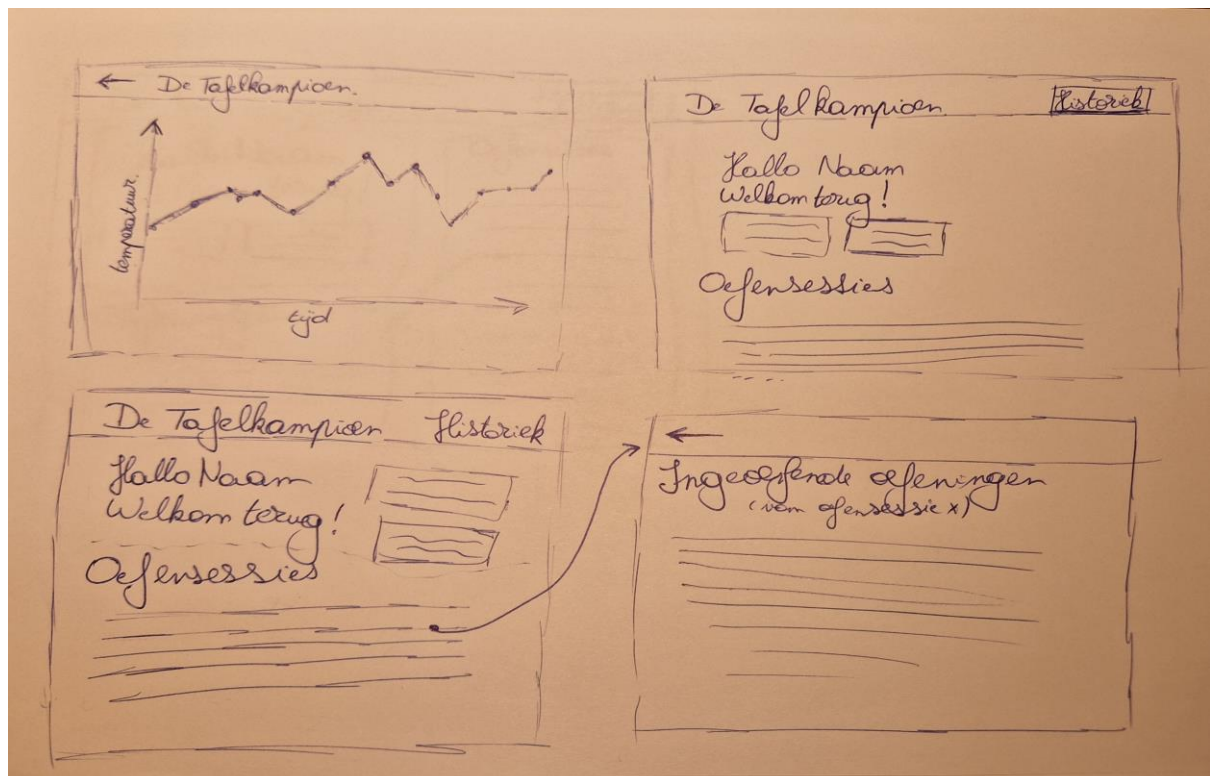 ← De Tafelkampioen.
temperatuur.
tijd
De Tafelkampioen
Historiek
Hallo Naam
Welkom terug!
Oefensessies
De Tafelkampioen
Historiek
Hallo Naam
Welkom terug!
Oefensessies
←
Ingeoefende oefeningen
(van ofensessie x)